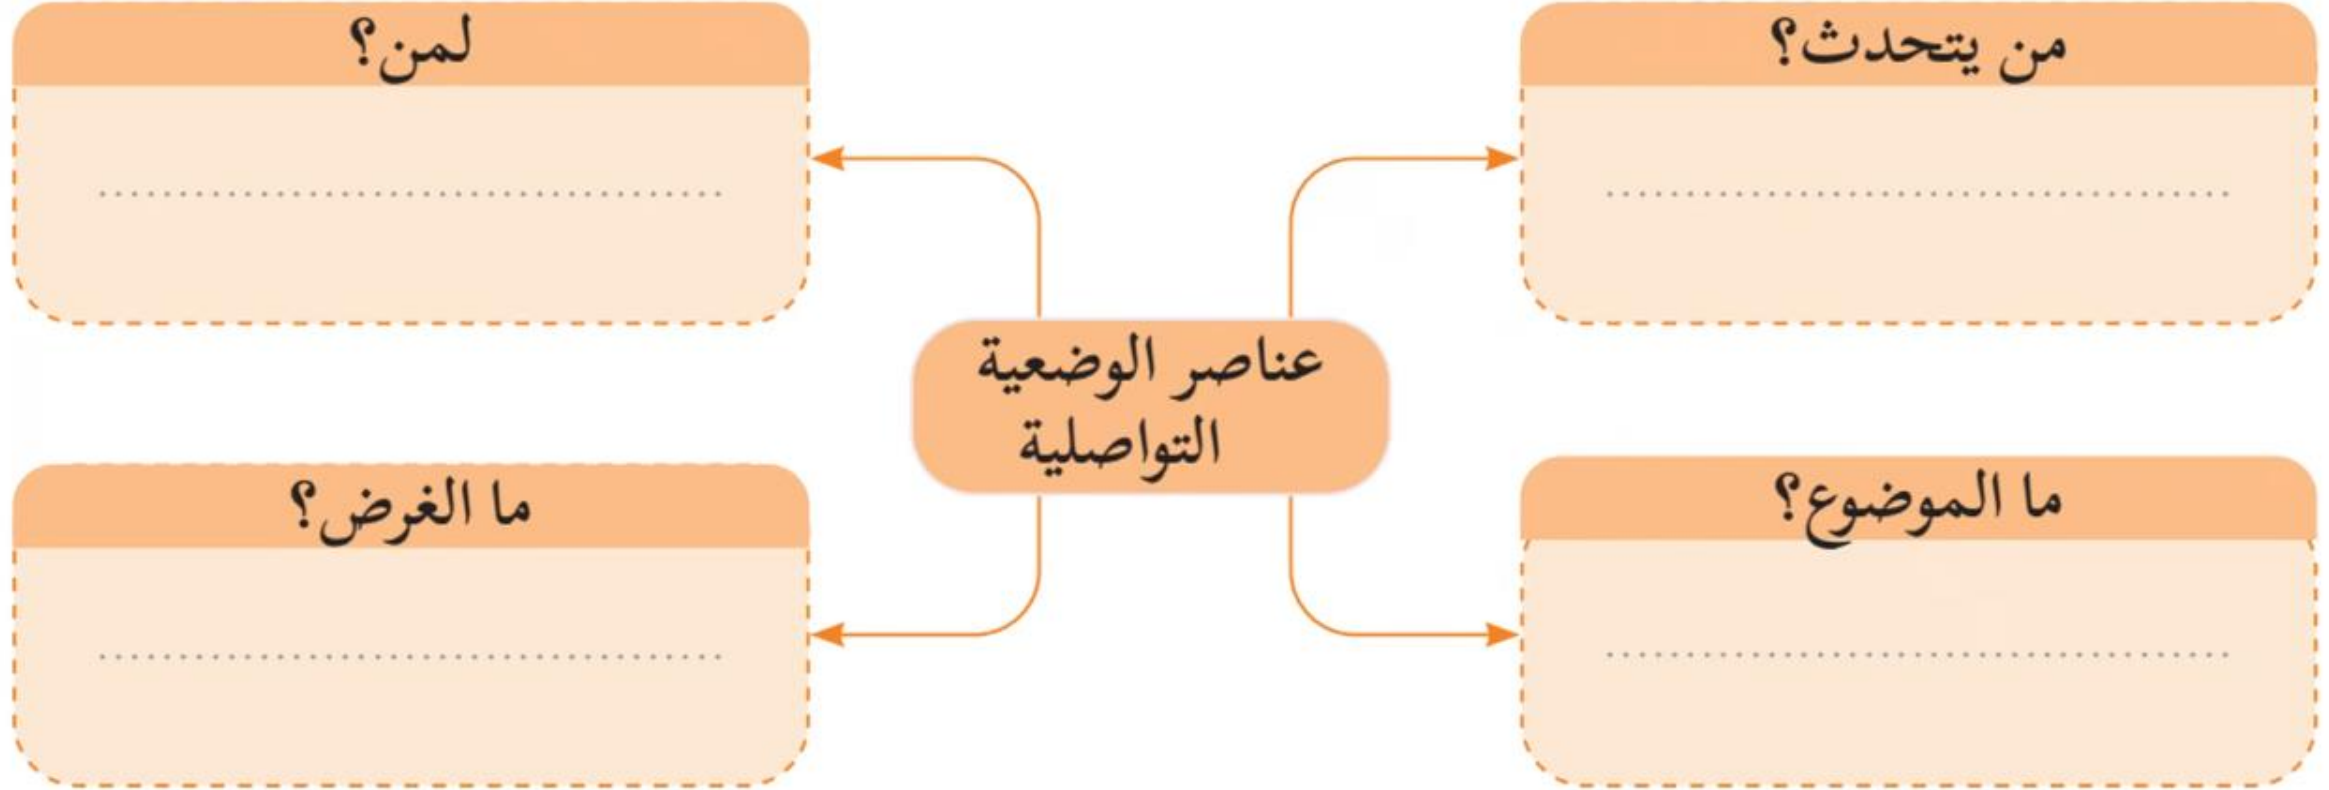 من يتحدث؟
لمن؟
عناصر الوضعية
التواصلية
ما الموضوع؟
ما الغرض؟